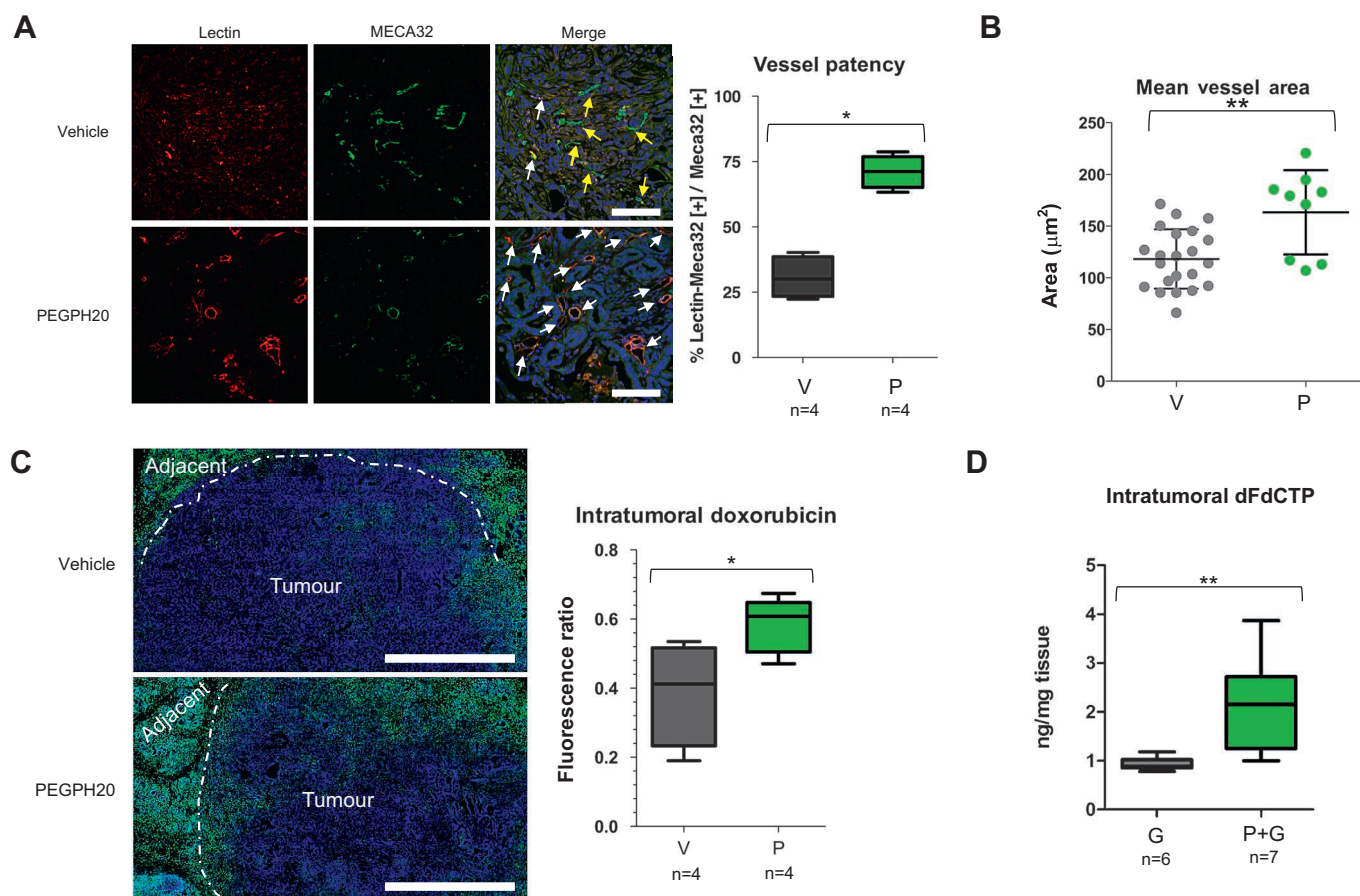 A
Lectin
MECA32
Merge
Vehicle
PEGPH20
Vessel patency
% Lectin-Meca32 [+] / Meca32 [+]
100
75
50
25
0
*
V
P
n=4
n=4
B
Mean vessel area
**
Area (μm²)
250
200
150
100
50
0
V
P
C
Vehicle
Adjacent
Tumour
PEGPH20
Adjacent
Tumour
Intratumoral doxorubicin
*
Fluorescence ratio
0.8
0.6
0.4
0.2
0.0
V
P
n=4
n=4
D
Intratumoral dFdCTP
**
ng/mg tissue
5
4
3
2
1
0
G
P+G
n=6
n=7